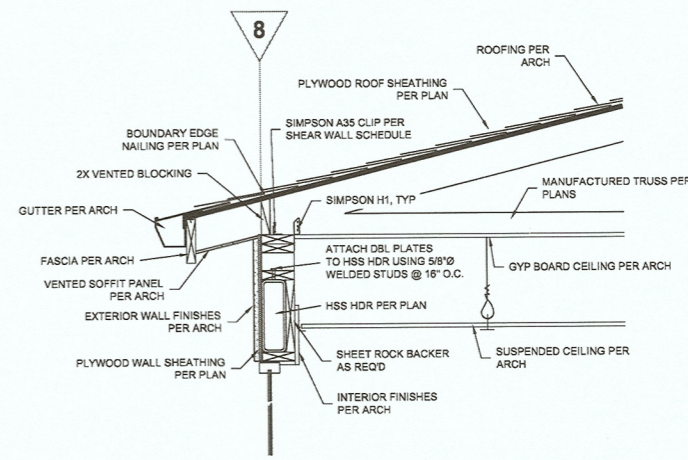 8
ROOFING PER
ARCH
PLYWOOD ROOF SHEATHING
PER PLAN
SIMPSON A35 CLIP PER
SHEAR WALL SCHEDULE
BOUNDARY EDGE
NAILING PER PLAN
2X VENTED BLOCKING
MANUFACTURED TRUSS PER
PLANS
SIMPSON H1, TYP
GUTTER PER ARCH
ATTACH DBL PLATES
TO HSS HDR USING 5/8"Ø
WELDED STUDS @ 16" O.C.
FASCIA PER ARCH
GYP BOARD CEILING PER ARCH
VENTED SOFFIT PANEL
PER ARCH
HSS HDR PER PLAN
EXTERIOR WALL FINISHES
PER ARCH
SHEET ROCK BACKER
AS REQ'D
SUSPENDED CEILING PER
ARCH
PLYWOOD WALL SHEATHING
PER PLAN
INTERIOR FINISHES
PER ARCH